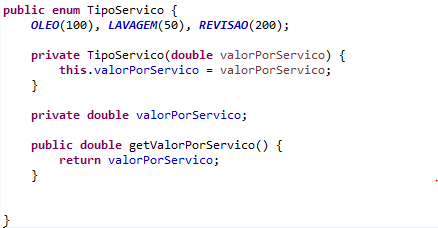 public enum TipoServico {
    OLEO(100), LAVAGEM(50), REVISAO(200);
    private TipoServico(double valorPorServico) {
        this.valorPorServico = valorPorServico;
    }
    private double valorPorServico;
    public double getValorPorServico() {
        return valorPorServico;
    }
}